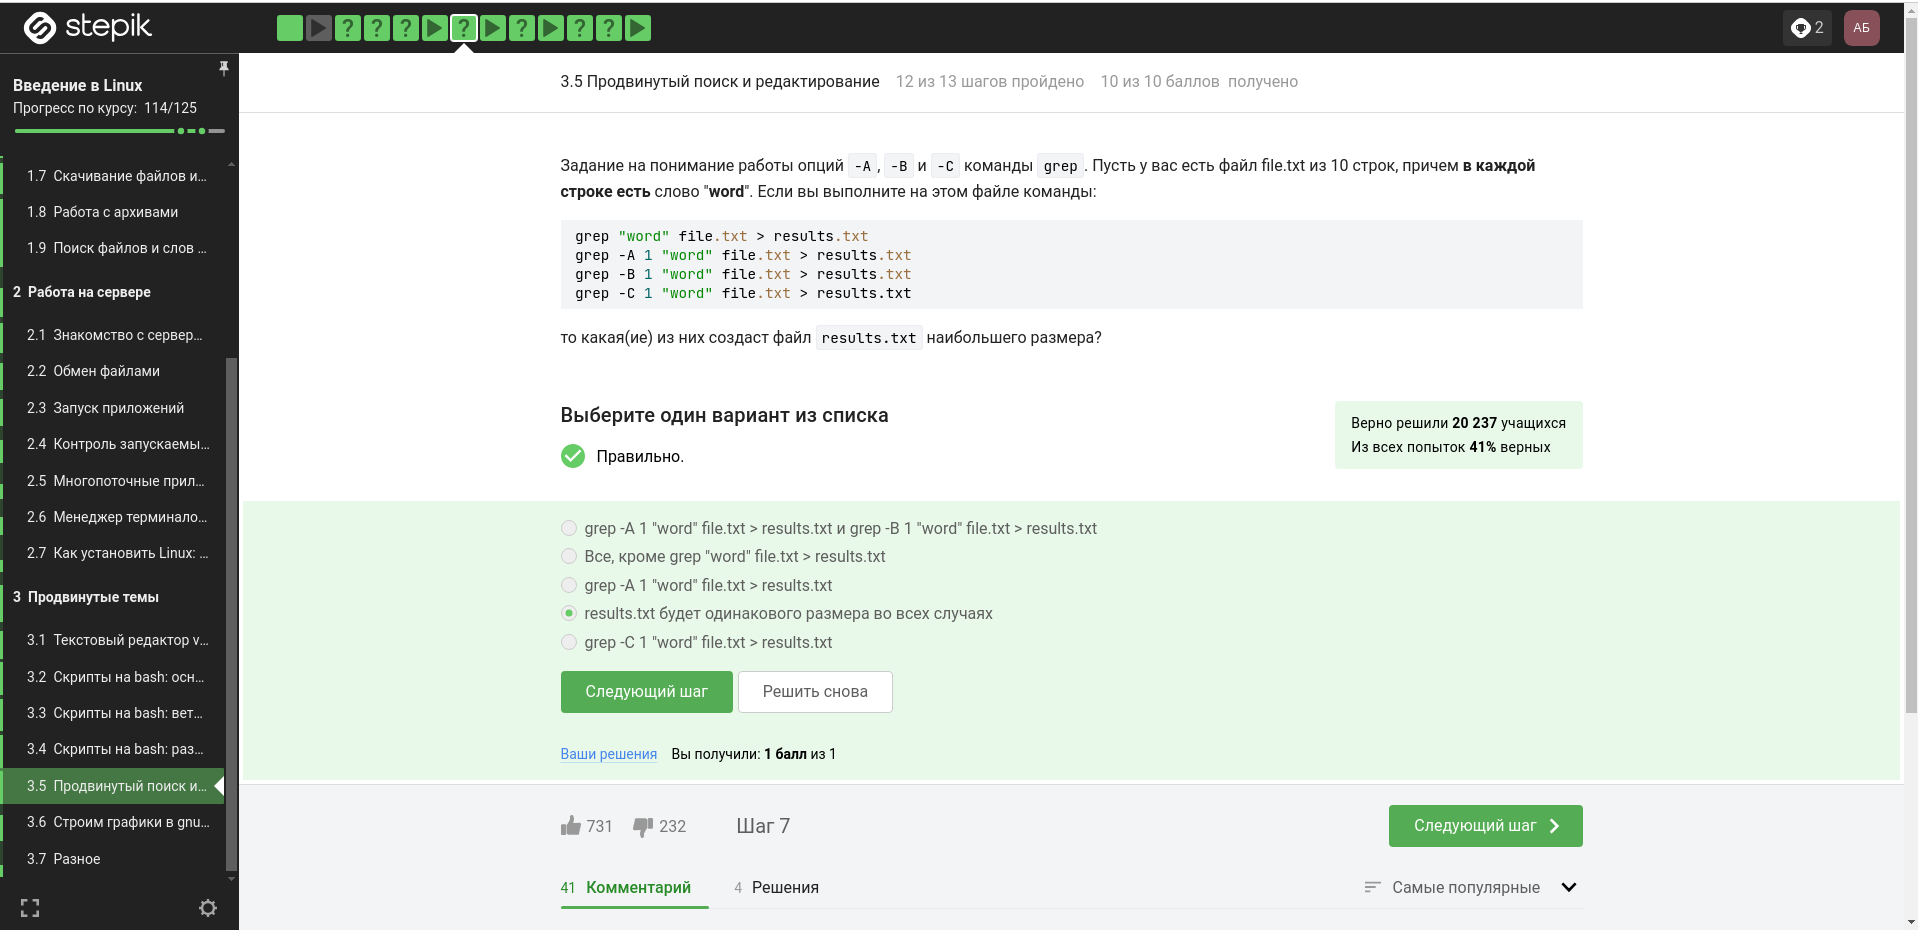 stepik
2
АБ
Введение в Linux
Прогресс по курсу: 114/125
1.7 Скачивание файлов и...
1.8 Работа с архивами
1.9 Поиск файлов и слов ...
2 Работа на сервере
2.1 Знакомство с сервер...
2.2 Обмен файлами
2.3 Запуск приложений
2.4 Контроль запускаемы...
2.5 Многопоточные прил...
2.6 Менеджер терминало...
2.7 Как установить Linux: ...
3 Продвинутые темы
3.1 Текстовый редактор v...
3.2 Скрипты на bash: осн...
3.3 Скрипты на bash: вет...
3.4 Скрипты на bash: раз...
3.5 Продвинутый поиск и...
3.6 Строим графики в gnu...
3.7 Разное
3.5 Продвинутый поиск и редактирование 12 из 13 шагов пройдено 10 из 10 баллов получено
Задание на понимание работы опций -A, -B и -C команды grep. Пусть у вас есть файл file.txt из 10 строк, причем в каждой
строке есть слово "word". Если вы выполните на этом файле команды:
grep "word" file.txt > results.txt
grep -A 1 "word" file.txt > results.txt
grep -B 1 "word" file.txt > results.txt
grep -C 1 "word" file.txt > results.txt
то какая(ие) из них создаст файл results.txt наибольшего размера?
Выберите один вариант из списка
Правильно.
Верно решили 20 237 учащихся
Из всех попыток 41% верных
grep -A 1 "word" file.txt > results.txt и grep -B 1 "word" file.txt > results.txt
Все, кроме grep "word" file.txt > results.txt
grep -A 1 "word" file.txt > results.txt
results.txt будет одинакового размера во всех случаях
grep -C 1 "word" file.txt > results.txt
Следующий шаг Решить снова
Ваши решения Вы получили: 1 балл из 1
731 232 Шаг 7 Следующий шаг
41 Комментарий 4 Решения Самые популярные